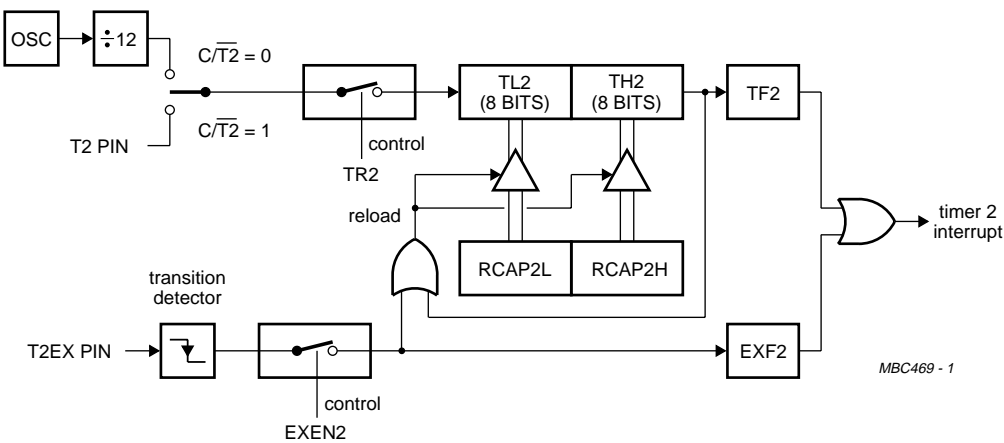 OSC
÷12
C/T2 = 0
T2 PIN
C/T2 = 1
control
TR2
TL2
(8 BITS)
TH2
(8 BITS)
TF2
reload
RCAP2L
RCAP2H
timer 2
interrupt
transition
detector
T2EX PIN
control
EXEN2
EXF2
MBC469 - 1